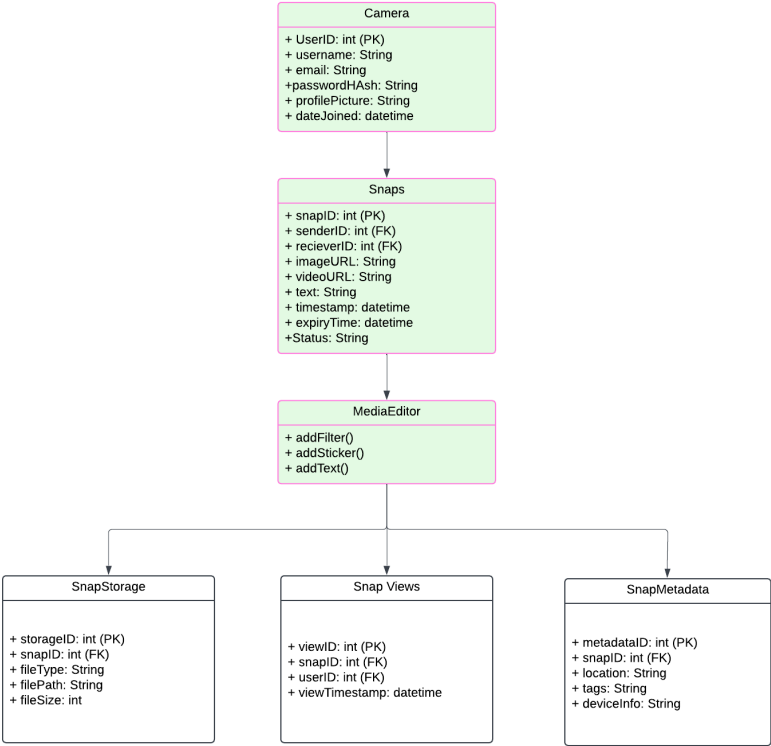 Camera
+ UserID: int (PK)
+ username: String
+ email: String
+passwordHAsh: String
+ profilePicture: String
+ dateJoined: datetime
Snaps
+ snapID: int (PK)
+ senderID: int (FK)
+ recieverID: int (FK)
+ imageURL: String
+ videoURL: String
+ text: String
+ timestamp: datetime
+ expiryTime: datetime
+Status: String
MediaEditor
+ addFilter()
+ addSticker()
+ addText()
SnapStorage
+ storageID: int (PK)
+ snapID: int (FK)
+ fileType: String
+ filePath: String
+ fileSize: int
Snap Views
+ viewID: int (PK)
+ snapID: int (FK)
+ userID: int (FK)
+ viewTimestamp: datetime
SnapMetadata
+ metadataID: int (PK)
+ snapID: int (FK)
+ location: String
+ tags: String
+ deviceInfo: String